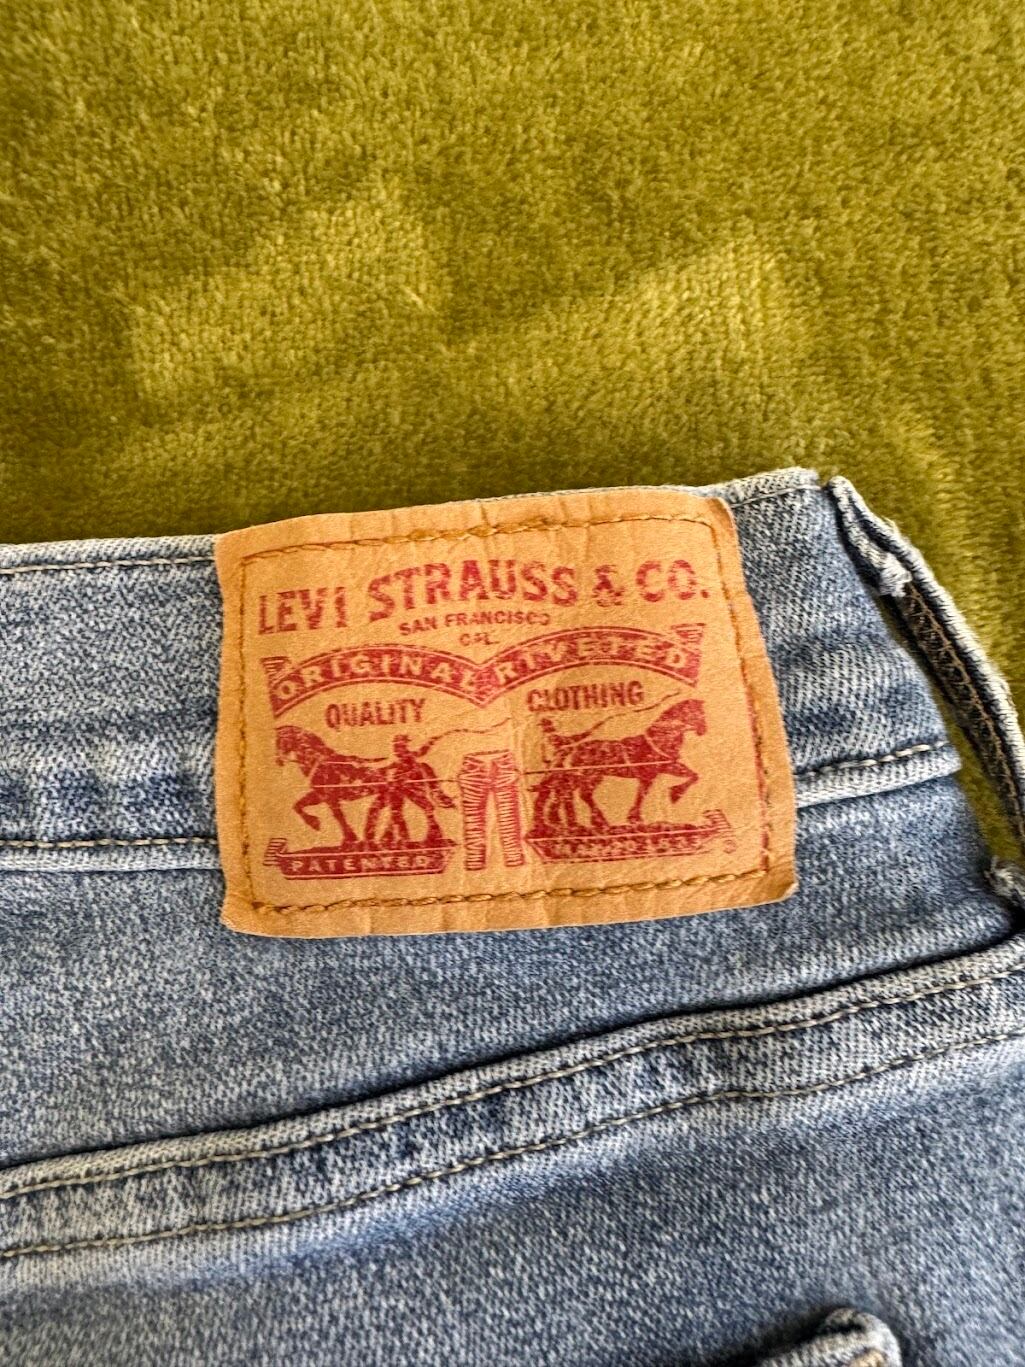 LEVI STRAUSS & CO.
SAN FRANCISCO
CAL.
ORIGINAL RIVETED
QUALITY CLOTHING
PATENTED